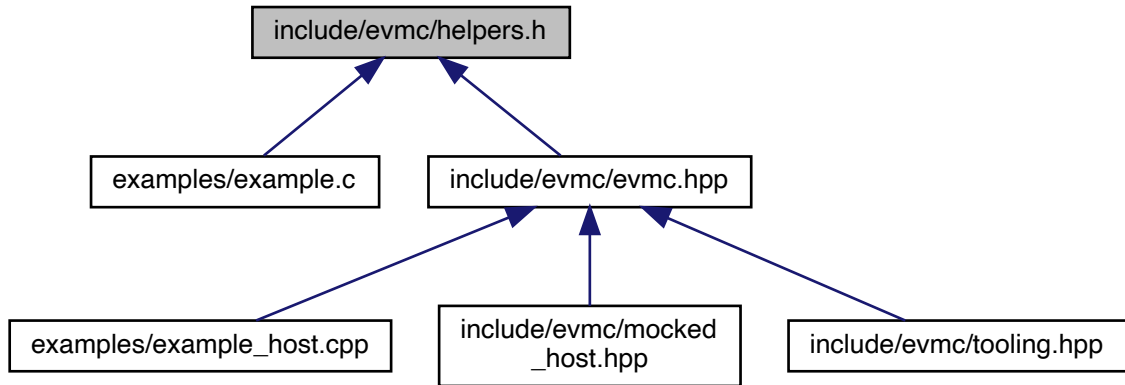 include/evmc/helpers.h
examples/example.c
include/evmc/evmc.hpp
examples/example_host.cpp
include/evmc/mocked
_host.hpp
include/evmc/tooling.hpp